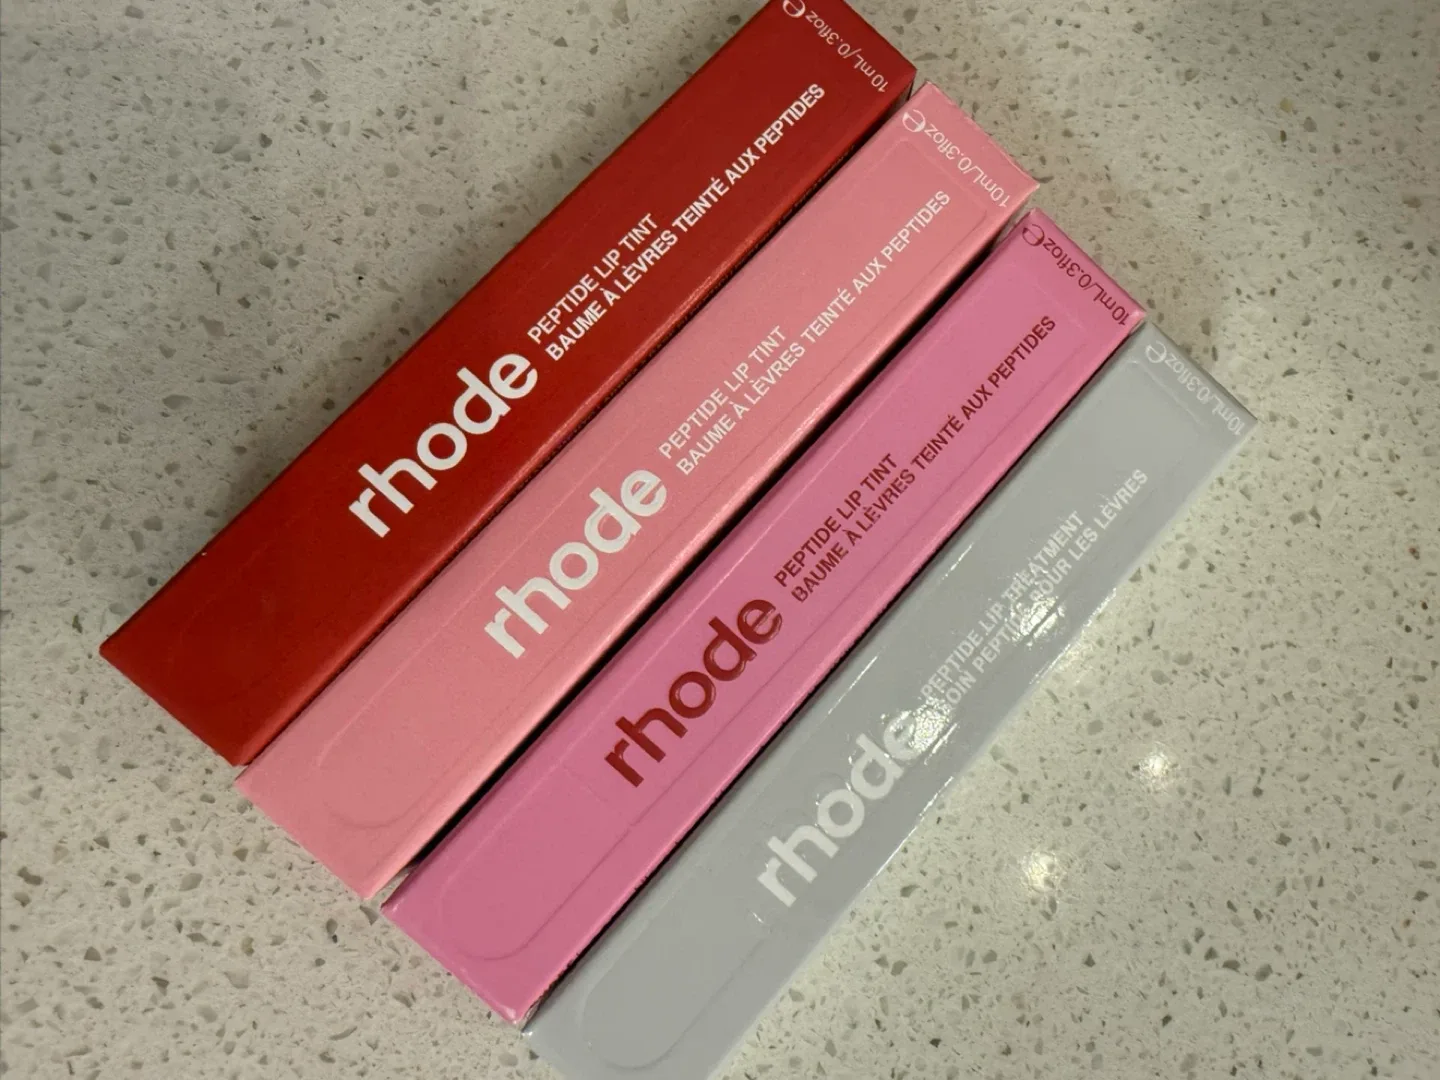 rhode
PEPTIDE LIP TINT
BAUME À LÈVRES TEINTÉ AUX PEPTIDES
10mL/0.3floz℮
rhode
PEPTIDE LIP TINT
BAUME À LÈVRES TEINTÉ AUX PEPTIDES
10mL/0.3floz℮
rhode
PEPTIDE LIP TINT
BAUME À LÈVRES TEINTÉ AUX PEPTIDES
10mL/0.3floz℮
rhode
PEPTIDE LIP TREATMENT
SOIN PEPTIDE POUR LES LÈVRES
10mL/0.3floz℮